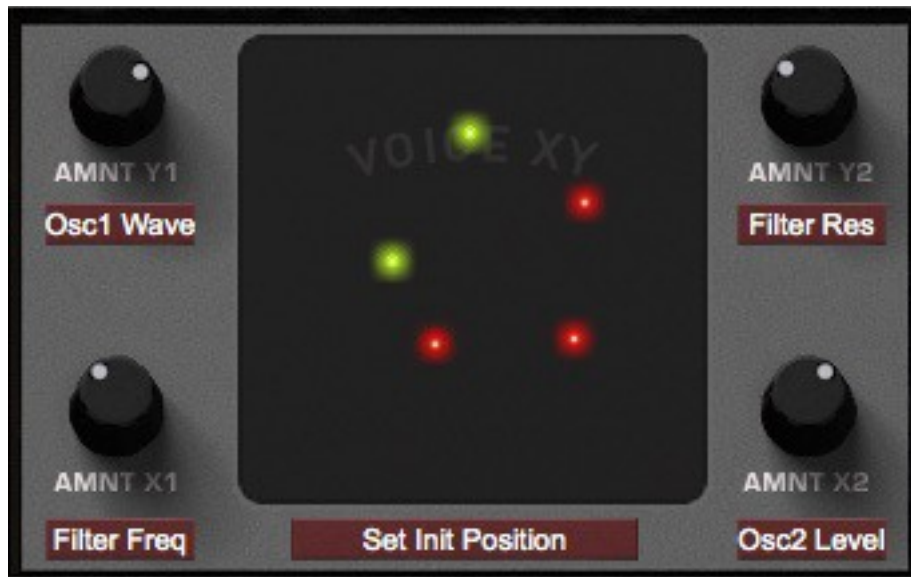 VOICE XY
AMNT Y1
Osc1 Wave
AMNT Y2
Filter Res
AMNT X1
Filter Freq
AMNT X2
Osc2 Level
Set Init Position